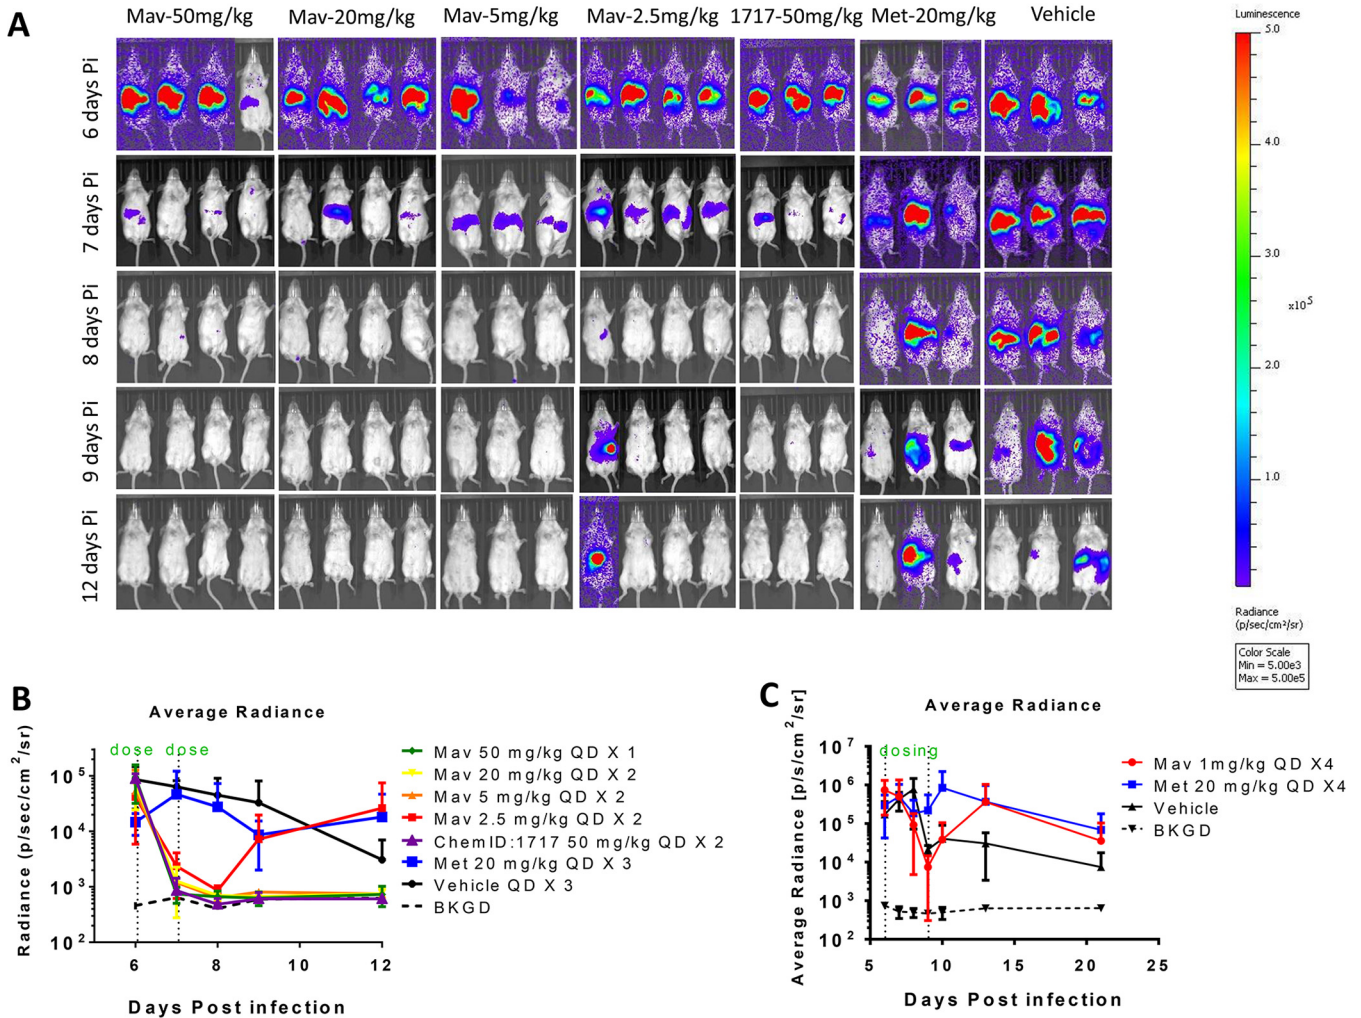 A
Mav-50mg/kg Mav-20mg/kg Mav-5mg/kg Mav-2.5mg/kg 1717-50mg/kg Met-20mg/kg Vehicle
6 days Pi
7 days Pi
8 days Pi
9 days Pi
12 days Pi
Luminescence
5.0
4.0
3.0
x10⁵
2.0
1.0
Radiance
(p/sec/cm²/sr)
Color Scale
Min = 5.00e3
Max = 5.00e5
B
Average Radiance
dose dose
Radiance (p/sec/cm²/sr)
10⁵
10⁴
10³
10²
6 8 10 12
Days Post infection
Mav 50 mg/kg QD X 1
Mav 20 mg/kg QD X 2
Mav 5 mg/kg QD X 2
Mav 2.5 mg/kg QD X 2
ChemID:1717 50 mg/kg QD X 2
Met 20 mg/kg QD X 3
Vehicle QD X 3
BKGD
C
Average Radiance
dosing
Average Radiance [p/s/cm²/sr]
10⁷
10⁶
10⁵
10⁴
10³
10²
5 10 15 20 25
Days Post infection
Mav 1mg/kg QD X4
Met 20 mg/kg QD X4
Vehicle
BKGD